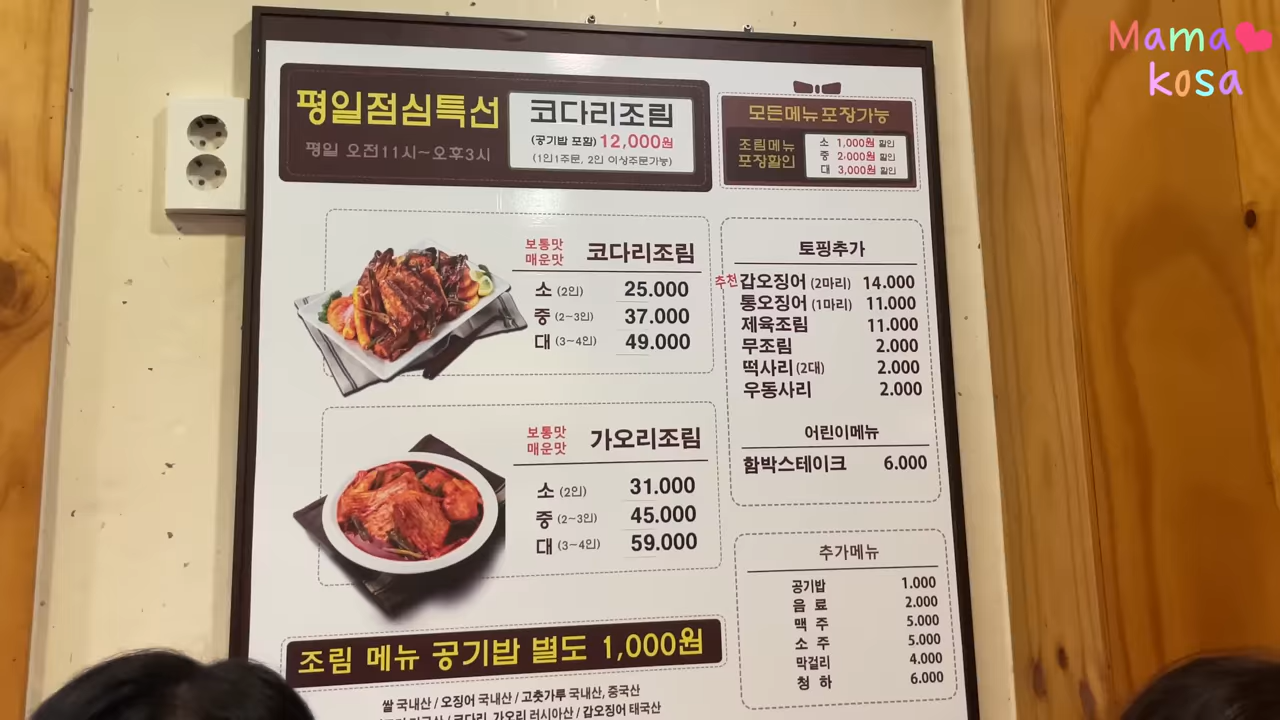 Mama
kosa
평일점심특선
평일 오전11시~오후3시
코다리조림
(공기밥 포함) 12,000원
(1인1주문, 2인 이상주문가능)
모든메뉴포장가능
조림메뉴
포장할인
소 1,000원 할인
중 2,000원 할인
대 3,000원 할인
보통맛
매운맛
코다리조림
소 (2인) 25.000
중 (2~3인) 37.000
대 (3~4인) 49.000
보통맛
매운맛
가오리조림
소 (2인) 31.000
중 (2~3인) 45.000
대 (3~4인) 59.000
조림 메뉴 공기밥 별도 1,000원
쌀 국내산 / 오징어 국내산 / 고춧가루 국내산, 중국산
/ 코다리, 가오리 러시아산 / 갑오징어 태국산
토핑추가
추천 갑오징어 (2마리) 14.000
통오징어 (1마리) 11.000
제육조림 11.000
무조림 2.000
떡사리 (2대) 2.000
우동사리 2.000
어린이메뉴
함박스테이크 6.000
추가메뉴
공기밥 1.000
음 료 2.000
맥 주 5.000
소 주 5.000
막걸리 4.000
청 하 6.000